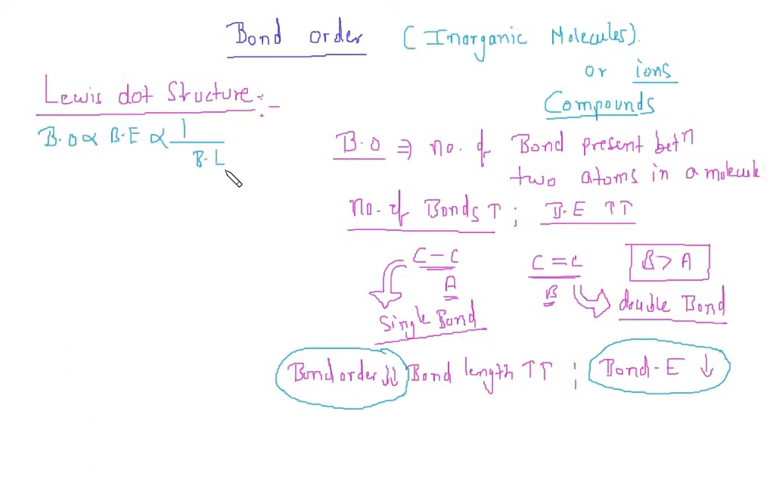 Bond order (Inorganic Molecules).
or ions
Compounds
Lewis dot Structure :-
B.O ∝ B.E ∝ 1/B.L
B.O ⇒ no. of Bond present betⁿ
two atoms in a molecule
No. of Bonds ↑ ; B.E ↑↑
C - C C = C B > A
A B
Single Bond double Bond
Bond order ↓↓ Bond length ↑↑ ; Bond - E ↓